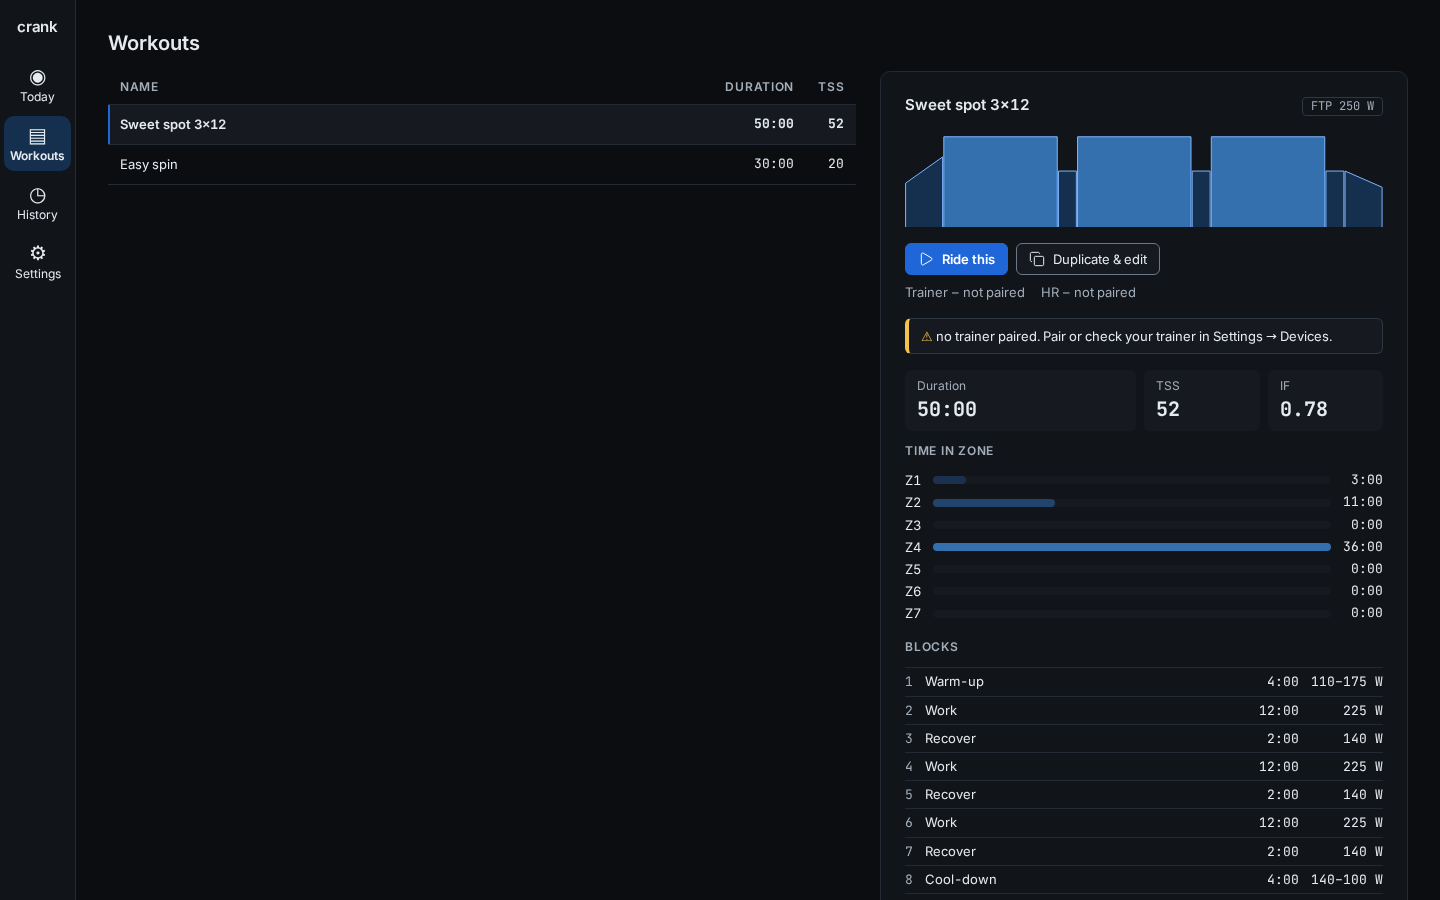 crank
Today
Workouts
History
Settings
Workouts
NAME DURATION TSS
Sweet spot 3×12 50:00 52
Easy spin 30:00 20
Sweet spot 3×12 FTP 250 W
Ride this Duplicate & edit
Trainer – not paired HR – not paired
⚠ no trainer paired. Pair or check your trainer in Settings → Devices.
Duration TSS IF
50:00 52 0.78
TIME IN ZONE
Z1 3:00
Z2 11:00
Z3 0:00
Z4 36:00
Z5 0:00
Z6 0:00
Z7 0:00
BLOCKS
1 Warm-up 4:00 110–175 W
2 Work 12:00 225 W
3 Recover 2:00 140 W
4 Work 12:00 225 W
5 Recover 2:00 140 W
6 Work 12:00 225 W
7 Recover 2:00 140 W
8 Cool-down 4:00 140–100 W